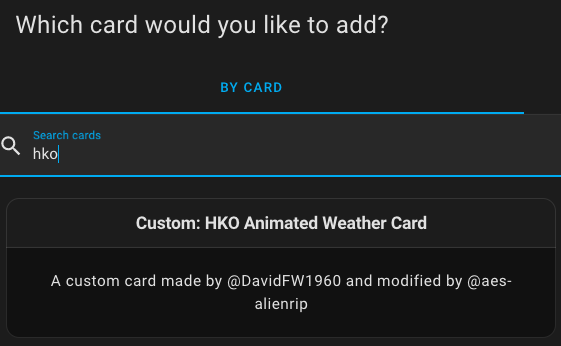 Which card would you like to add?
BY CARD
Search cards
hko
Custom: HKO Animated Weather Card
A custom card made by @DavidFW1960 and modified by @aes-
alienrip